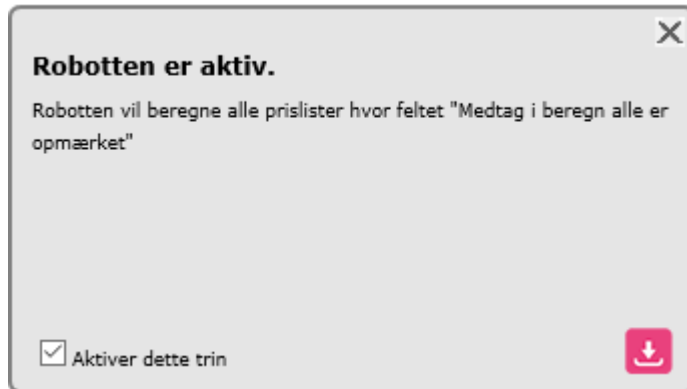 Robotten er aktiv.
Robotten vil beregne alle prislister hvor feltet "Medtag i beregn alle er
opmærket"
Aktiver dette trin